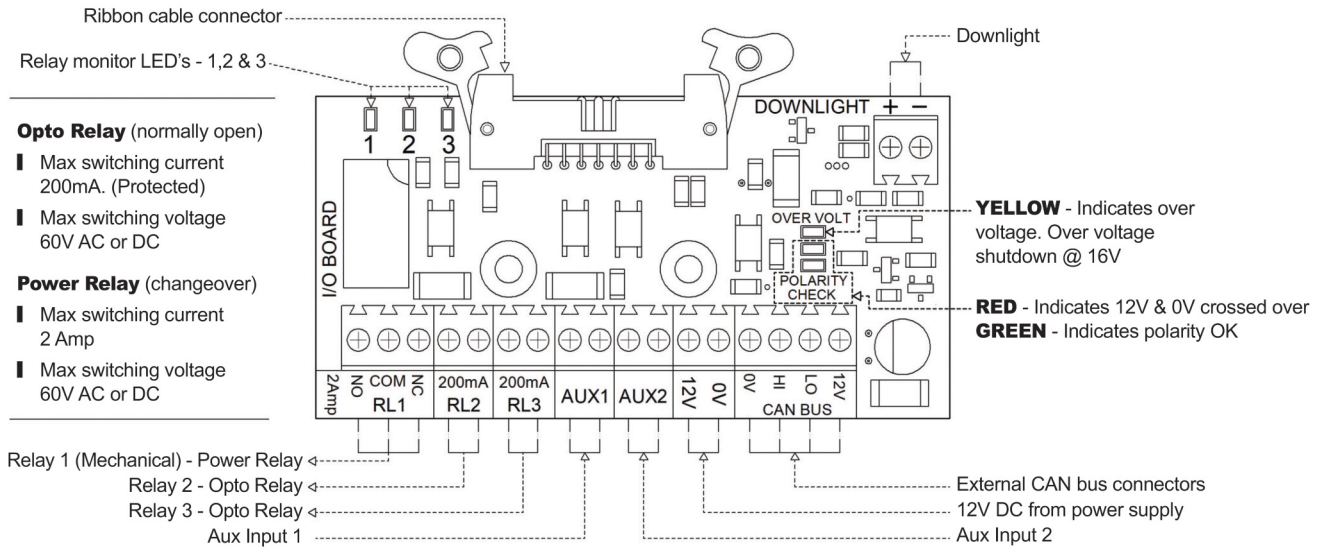 Ribbon cable connector
Relay monitor LED's - 1,2 & 3
Downlight
Opto Relay (normally open)
Max switching current
200mA. (Protected)
Max switching voltage
60V AC or DC
Power Relay (changeover)
Max switching current
2 Amp
Max switching voltage
60V AC or DC
1 2 3
DOWNLIGHT + −
I/O BOARD
OVER VOLT
POLARITY
CHECK
YELLOW - Indicates over
voltage. Over voltage
shutdown @ 16V
RED - Indicates 12V & 0V crossed over
GREEN - Indicates polarity OK
2Amp NO COM NC
RL1
200mA
RL2
200mA
RL3
AUX1
AUX2
12V 0V
0V HI LO 12V
CAN BUS
Relay 1 (Mechanical) - Power Relay
Relay 2 - Opto Relay
Relay 3 - Opto Relay
Aux Input 1
External CAN bus connectors
12V DC from power supply
Aux Input 2